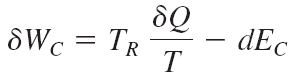 δW_C = T_R δQ/T − dE_C